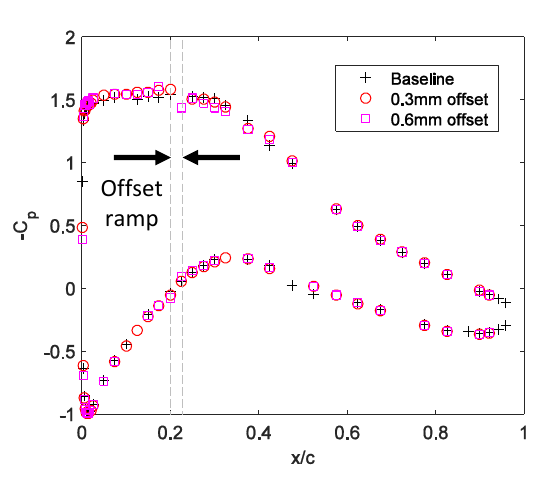 2
1.5
1
0.5
0
-0.5
-1
-Cp
Baseline
0.3mm offset
0.6mm offset
Offset
ramp
0
0.2
0.4
0.6
0.8
1
x/c